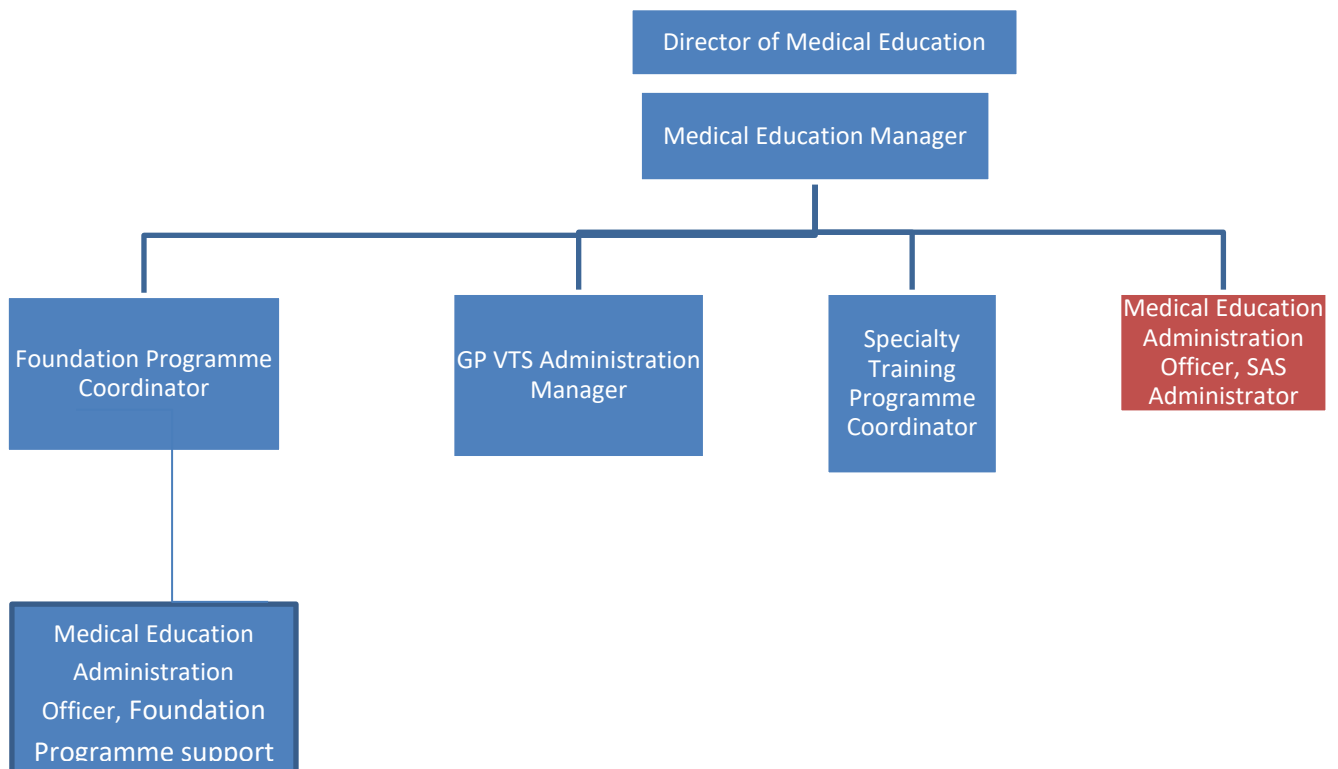 Director of Medical Education
Medical Education Manager
Foundation Programme
Coordinator
GP VTS Administration
Manager
Specialty
Training
Programme
Coordinator
Medical Education
Administration
Officer, SAS
Administrator
Medical Education
Administration
Officer, Foundation
Programme support